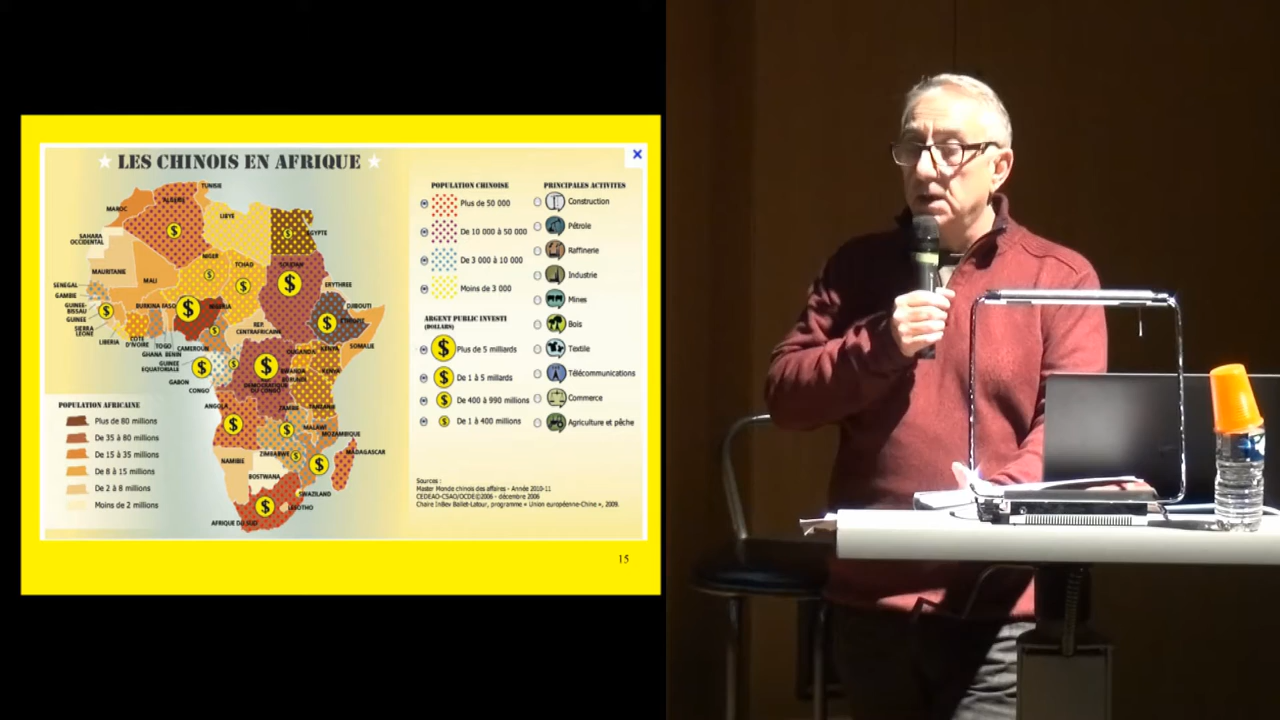 LES CHINOIS EN AFRIQUE
TUNISIE
MAROC
ALGERIE
LIBYE
EGYPTE
SAHARA
OCCIDENTAL
MAURITANIE
MALI
NIGER
TCHAD
SOUDAN
ERYTHREE
SENEGAL
GAMBIE
GUINEE-
BISSAU
GUINEE
SIERRA
LEONE
LIBERIA
COTE
D'IVOIRE
BURKINA FASO
GHANA
TOGO
BENIN
NIGERIA
CAMEROUN
REP.
CENTRAFRICAINE
DJIBOUTI
ETHIOPIE
SOMALIE
GUINEE
EQUATORIALE
GABON
CONGO
OUGANDA
KENYA
RWANDA
BURUNDI
KENYA
DEMOCRATIQUE
DU CONGO
TANZANIE
ANGOLA
ZAMBIE
MALAWI
MOZAMBIQUE
ZIMBABWE
MADAGASCAR
NAMIBIE
BOSTWANA
SWAZILAND
LESOTHO
AFRIQUE DU SUD
POPULATION AFRICAINE
Plus de 80 millions
De 35 à 80 millions
De 15 à 35 millions
De 8 à 15 millions
De 2 à 8 millions
Moins de 2 millions
POPULATION CHINOISE
Plus de 50 000
De 10 000 à 50 000
De 3 000 à 10 000
Moins de 3 000
ARGENT PUBLIC INVESTI
(DOLLARS)
$ Plus de 5 milliards
$ De 1 à 5 milliards
$ De 400 à 990 millions
$ De 1 à 400 millions
PRINCIPALES ACTIVITES
Construction
Pétrole
Raffinerie
Industrie
Mines
Bois
Textile
Télécommunications
Commerce
Agriculture et pêche
Sources :
Master Monde chinois des affaires - Année 2010-11
CEDEAO-CSAO/OCDE©2006 - décembre 2006
Chaire InBev Baillet-Latour, programme « Union européenne-Chine », 2009.
15